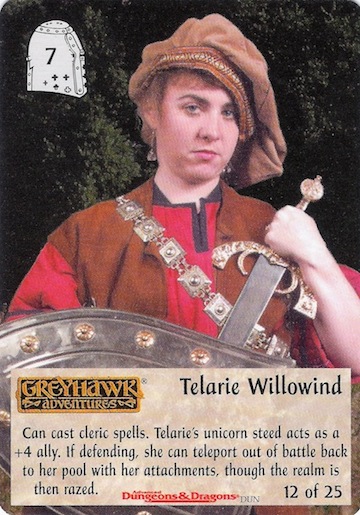 7
GREYHAWK®
ADVENTURES
Telarie Willowind
Can cast cleric spells. Telarie's unicorn steed acts as a
+4 ally. If defending, she can teleport out of battle back
to her pool with her attachments, though the realm is
then razed.
Advanced
Dungeons & Dragons®
DUN
12 of 25